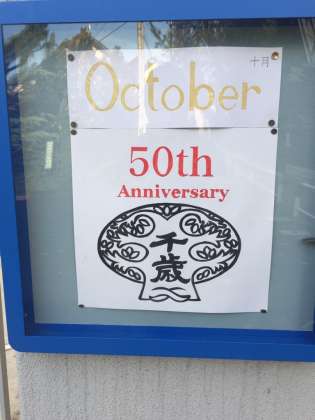 十月
October
50th
Anniversary
千歳